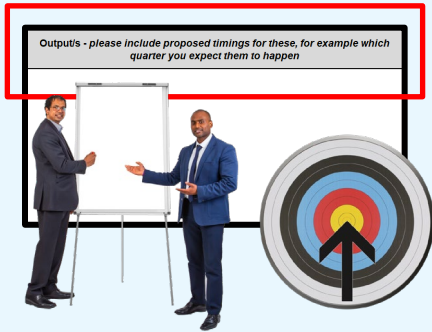 Output/s - please include proposed timings for these, for example which
quarter you expect them to happen